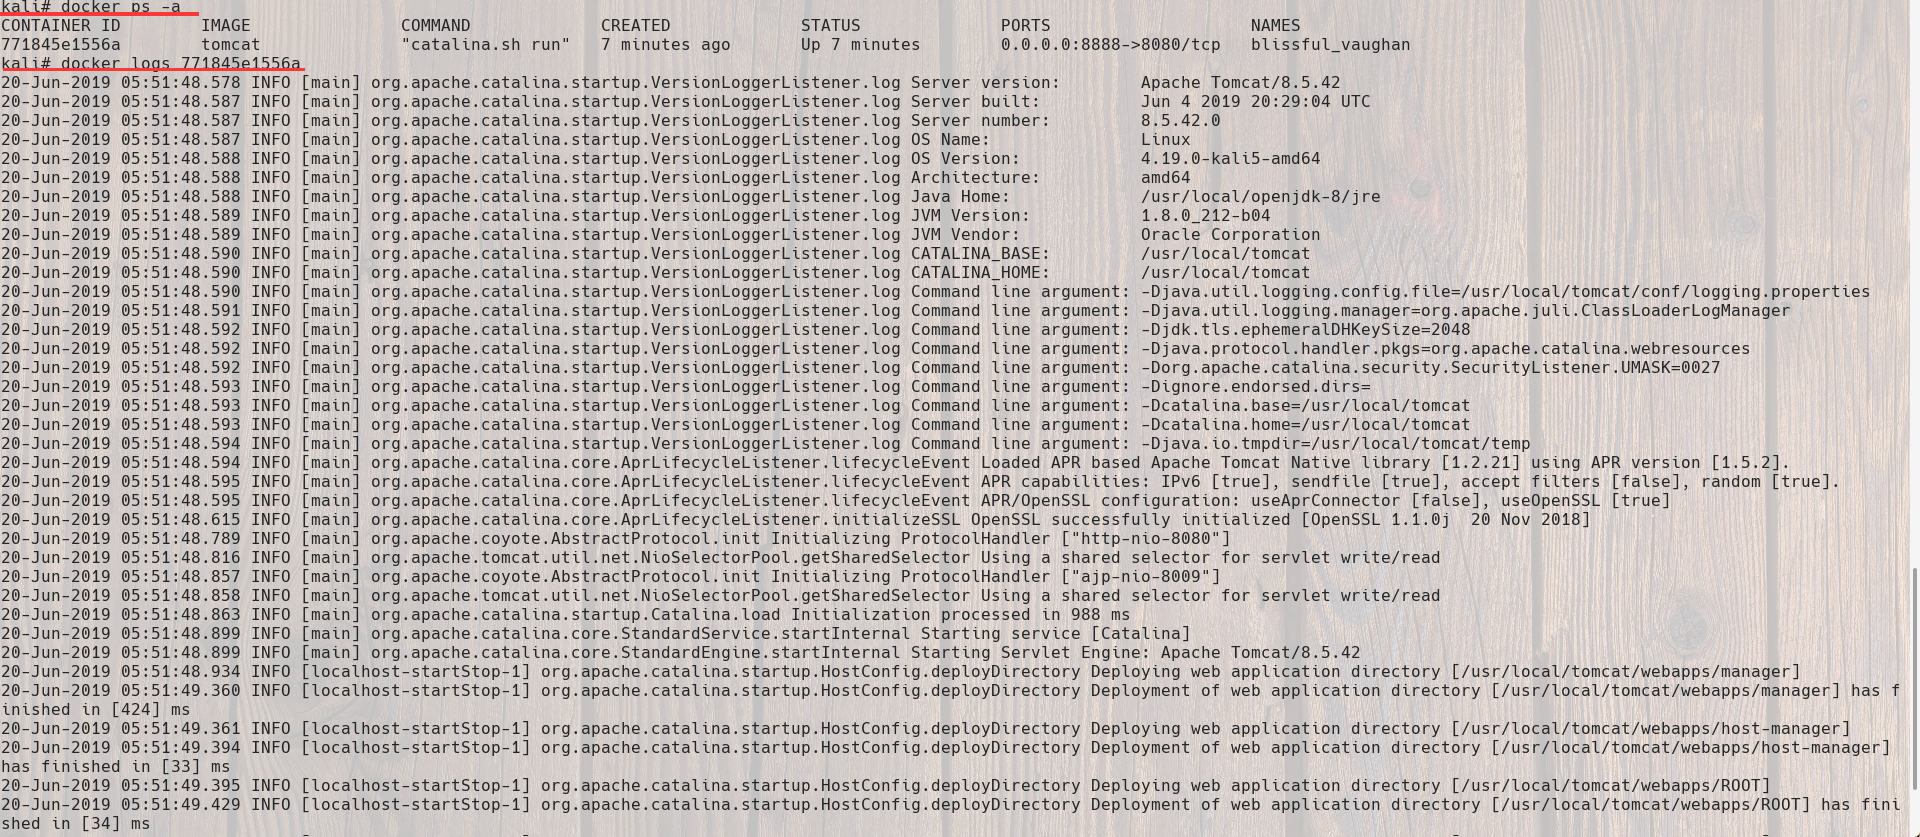 kali# docker ps -a
CONTAINER ID        IMAGE               COMMAND             CREATED             STATUS              PORTS                    NAMES
771845e1556a        tomcat              "catalina.sh run"   7 minutes ago       Up 7 minutes        0.0.0.0:8888->8080/tcp   blissful_vaughan
kali# docker logs 771845e1556a
20-Jun-2019 05:51:48.578 INFO [main] org.apache.catalina.startup.VersionLoggerListener.log Server version:        Apache Tomcat/8.5.42
20-Jun-2019 05:51:48.587 INFO [main] org.apache.catalina.startup.VersionLoggerListener.log Server built:          Jun 4 2019 20:29:04 UTC
20-Jun-2019 05:51:48.587 INFO [main] org.apache.catalina.startup.VersionLoggerListener.log Server number:         8.5.42.0
20-Jun-2019 05:51:48.587 INFO [main] org.apache.catalina.startup.VersionLoggerListener.log OS Name:               Linux
20-Jun-2019 05:51:48.588 INFO [main] org.apache.catalina.startup.VersionLoggerListener.log OS Version:            4.19.0-kali5-amd64
20-Jun-2019 05:51:48.588 INFO [main] org.apache.catalina.startup.VersionLoggerListener.log Architecture:          amd64
20-Jun-2019 05:51:48.588 INFO [main] org.apache.catalina.startup.VersionLoggerListener.log Java Home:             /usr/local/openjdk-8/jre
20-Jun-2019 05:51:48.589 INFO [main] org.apache.catalina.startup.VersionLoggerListener.log JVM Version:           1.8.0_212-b04
20-Jun-2019 05:51:48.589 INFO [main] org.apache.catalina.startup.VersionLoggerListener.log JVM Vendor:            Oracle Corporation
20-Jun-2019 05:51:48.590 INFO [main] org.apache.catalina.startup.VersionLoggerListener.log CATALINA_BASE:         /usr/local/tomcat
20-Jun-2019 05:51:48.590 INFO [main] org.apache.catalina.startup.VersionLoggerListener.log CATALINA_HOME:         /usr/local/tomcat
20-Jun-2019 05:51:48.590 INFO [main] org.apache.catalina.startup.VersionLoggerListener.log Command line argument: -Djava.util.logging.config.file=/usr/local/tomcat/conf/logging.properties
20-Jun-2019 05:51:48.591 INFO [main] org.apache.catalina.startup.VersionLoggerListener.log Command line argument: -Djava.util.logging.manager=org.apache.juli.ClassLoaderLogManager
20-Jun-2019 05:51:48.592 INFO [main] org.apache.catalina.startup.VersionLoggerListener.log Command line argument: -Djdk.tls.ephemeralDHKeySize=2048
20-Jun-2019 05:51:48.592 INFO [main] org.apache.catalina.startup.VersionLoggerListener.log Command line argument: -Djava.protocol.handler.pkgs=org.apache.catalina.webresources
20-Jun-2019 05:51:48.592 INFO [main] org.apache.catalina.startup.VersionLoggerListener.log Command line argument: -Dorg.apache.catalina.security.SecurityListener.UMASK=0027
20-Jun-2019 05:51:48.593 INFO [main] org.apache.catalina.startup.VersionLoggerListener.log Command line argument: -Dignore.endorsed.dirs=
20-Jun-2019 05:51:48.593 INFO [main] org.apache.catalina.startup.VersionLoggerListener.log Command line argument: -Dcatalina.base=/usr/local/tomcat
20-Jun-2019 05:51:48.593 INFO [main] org.apache.catalina.startup.VersionLoggerListener.log Command line argument: -Dcatalina.home=/usr/local/tomcat
20-Jun-2019 05:51:48.594 INFO [main] org.apache.catalina.startup.VersionLoggerListener.log Command line argument: -Djava.io.tmpdir=/usr/local/tomcat/temp
20-Jun-2019 05:51:48.594 INFO [main] org.apache.catalina.core.AprLifecycleListener.lifecycleEvent Loaded APR based Apache Tomcat Native library [1.2.21] using APR version [1.5.2].
20-Jun-2019 05:51:48.595 INFO [main] org.apache.catalina.core.AprLifecycleListener.lifecycleEvent APR capabilities: IPv6 [true], sendfile [true], accept filters [false], random [true].
20-Jun-2019 05:51:48.595 INFO [main] org.apache.catalina.core.AprLifecycleListener.lifecycleEvent APR/OpenSSL configuration: useAprConnector [false], useOpenSSL [true]
20-Jun-2019 05:51:48.615 INFO [main] org.apache.catalina.core.AprLifecycleListener.initializeSSL OpenSSL successfully initialized [OpenSSL 1.1.0j  20 Nov 2018]
20-Jun-2019 05:51:48.789 INFO [main] org.apache.coyote.AbstractProtocol.init Initializing ProtocolHandler ["http-nio-8080"]
20-Jun-2019 05:51:48.816 INFO [main] org.apache.tomcat.util.net.NioSelectorPool.getSharedSelector Using a shared selector for servlet write/read
20-Jun-2019 05:51:48.857 INFO [main] org.apache.coyote.AbstractProtocol.init Initializing ProtocolHandler ["ajp-nio-8009"]
20-Jun-2019 05:51:48.858 INFO [main] org.apache.tomcat.util.net.NioSelectorPool.getSharedSelector Using a shared selector for servlet write/read
20-Jun-2019 05:51:48.863 INFO [main] org.apache.catalina.startup.Catalina.load Initialization processed in 988 ms
20-Jun-2019 05:51:48.899 INFO [main] org.apache.catalina.core.StandardService.startInternal Starting service [Catalina]
20-Jun-2019 05:51:48.899 INFO [main] org.apache.catalina.core.StandardEngine.startInternal Starting Servlet Engine: Apache Tomcat/8.5.42
20-Jun-2019 05:51:48.934 INFO [localhost-startStop-1] org.apache.catalina.startup.HostConfig.deployDirectory Deploying web application directory [/usr/local/tomcat/webapps/manager]
20-Jun-2019 05:51:49.360 INFO [localhost-startStop-1] org.apache.catalina.startup.HostConfig.deployDirectory Deployment of web application directory [/usr/local/tomcat/webapps/manager] has f
inished in [424] ms
20-Jun-2019 05:51:49.361 INFO [localhost-startStop-1] org.apache.catalina.startup.HostConfig.deployDirectory Deploying web application directory [/usr/local/tomcat/webapps/host-manager]
20-Jun-2019 05:51:49.394 INFO [localhost-startStop-1] org.apache.catalina.startup.HostConfig.deployDirectory Deployment of web application directory [/usr/local/tomcat/webapps/host-manager]
has finished in [33] ms
20-Jun-2019 05:51:49.395 INFO [localhost-startStop-1] org.apache.catalina.startup.HostConfig.deployDirectory Deploying web application directory [/usr/local/tomcat/webapps/ROOT]
20-Jun-2019 05:51:49.429 INFO [localhost-startStop-1] org.apache.catalina.startup.HostConfig.deployDirectory Deployment of web application directory [/usr/local/tomcat/webapps/ROOT] has fini
shed in [34] ms